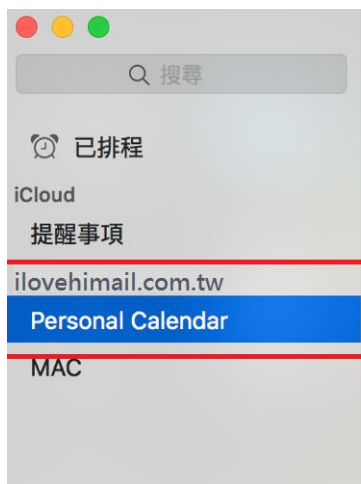 搜尋
已排程
iCloud
提醒事項
ilovehimail.com.tw
Personal Calendar
MAC